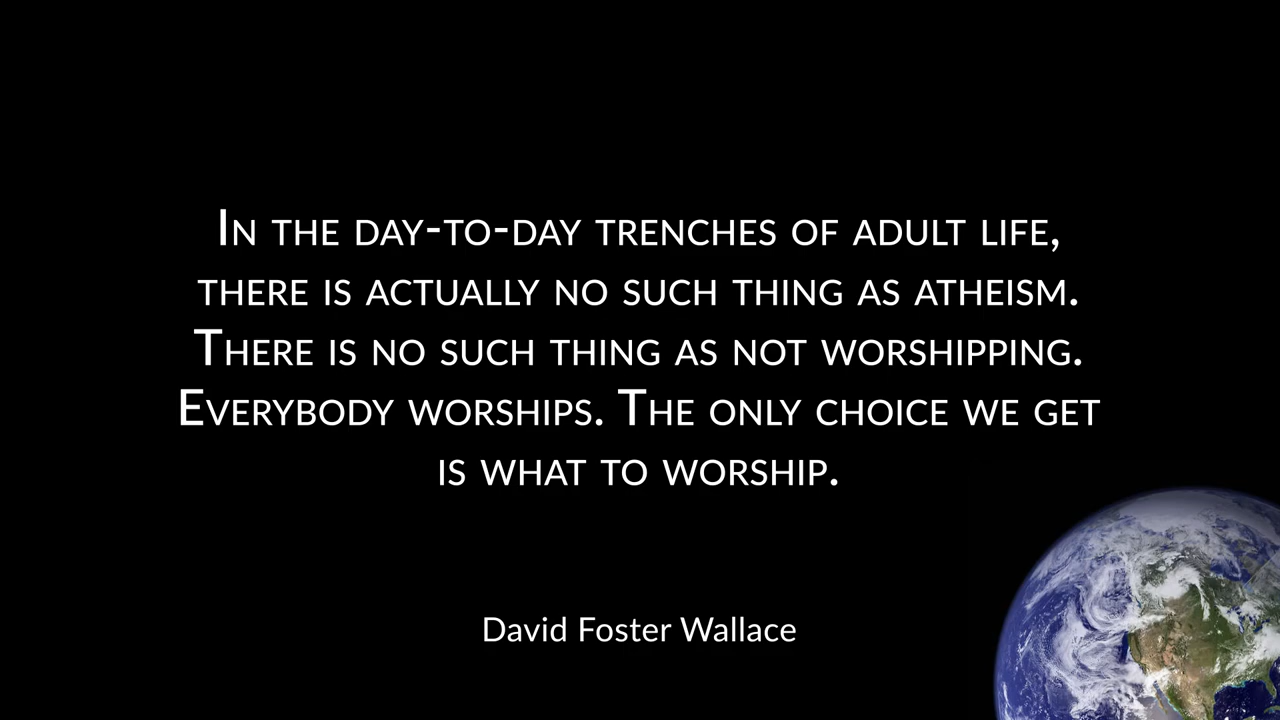 In the day-to-day trenches of adult life,
there is actually no such thing as atheism.
There is no such thing as not worshipping.
Everybody worships. The only choice we get
is what to worship.
David Foster Wallace